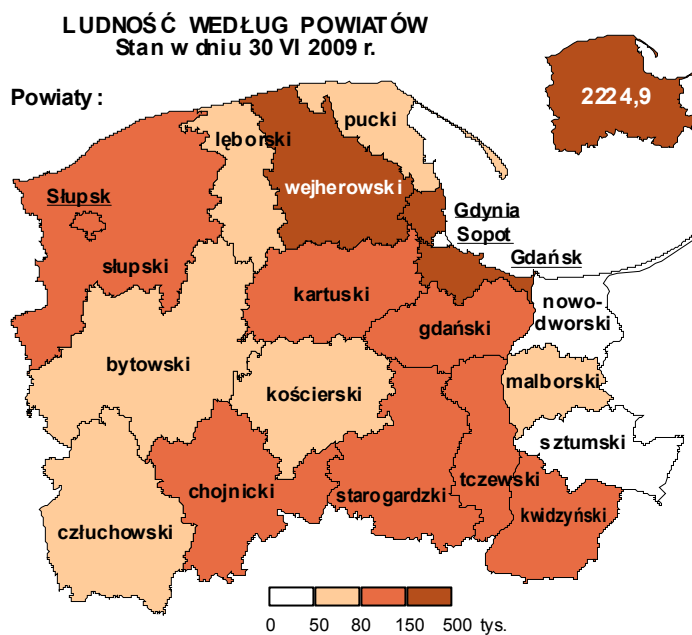 LUDNOŚĆ WEDŁUG POWIATÓW
Stan w dniu 30 VI 2009 r.
2224,9
Powiaty :
pucki
lęborski
wejherowski
Słupsk
Gdynia
Sopot
Gdańsk
słupski
kartuski
nowo-
dworski
gdański
bytowski
malborski
kościerski
sztumski
chojnicki
starogardzki
tczewski
kwidzyński
człuchowski
0 50 80 150 500 tys.